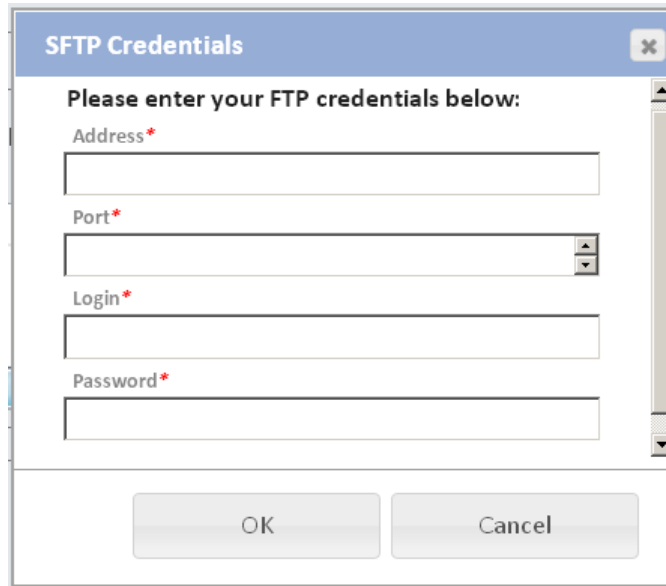 SFTP Credentials
Please enter your FTP credentials below:
Address*
Port*
Login*
Password*
OK
Cancel